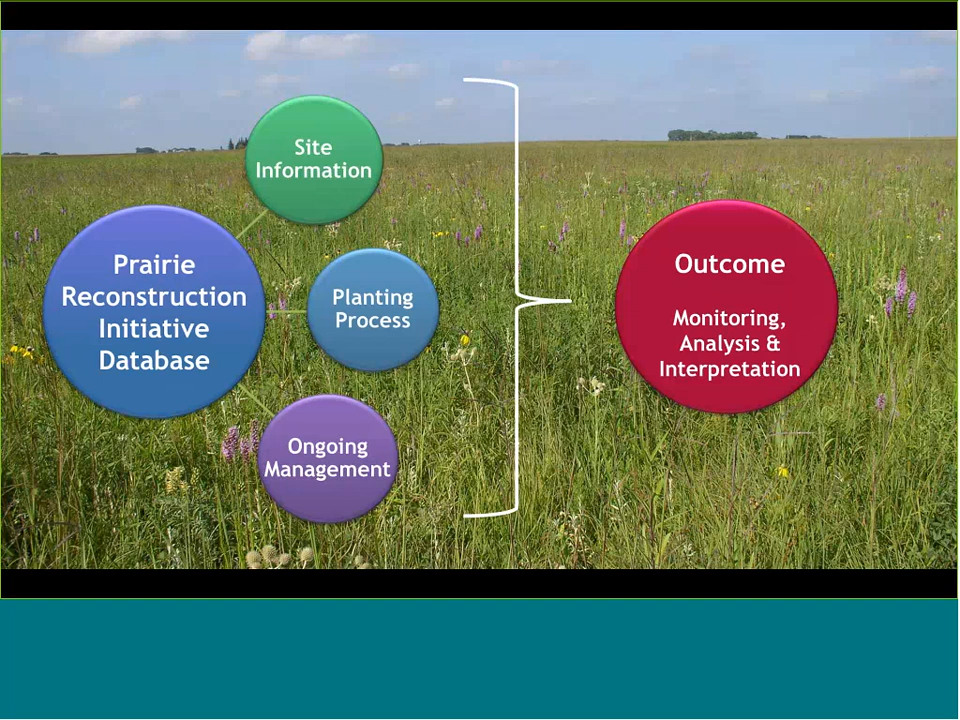 Site
Information
Prairie
Reconstruction
Initiative
Database
Planting
Process
Ongoing
Management
Outcome
Monitoring,
Analysis &
Interpretation